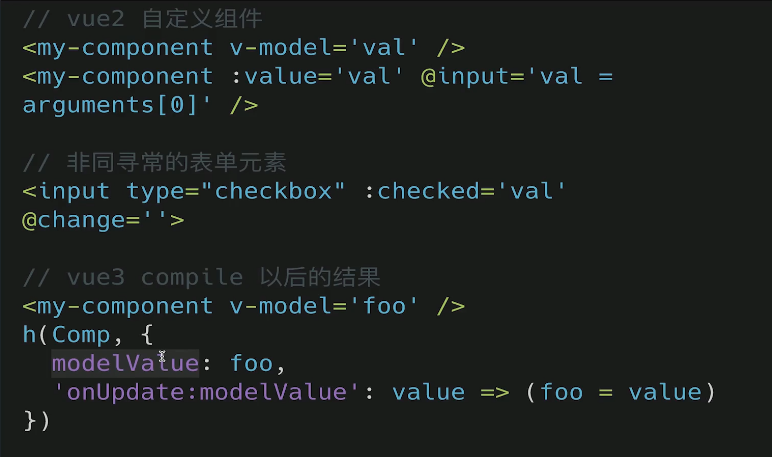 // vue2 自定义组件
<my-component v-model='val' />
<my-component :value='val' @input='val =
arguments[0]' />
// 非同寻常的表单元素
<input type="checkbox" :checked='val'
@change=''>
// vue3 compile 以后的结果
<my-component v-model='foo' />
h(Comp, {
  modelValue: foo,
  'onUpdate:modelValue': value => (foo = value)
})